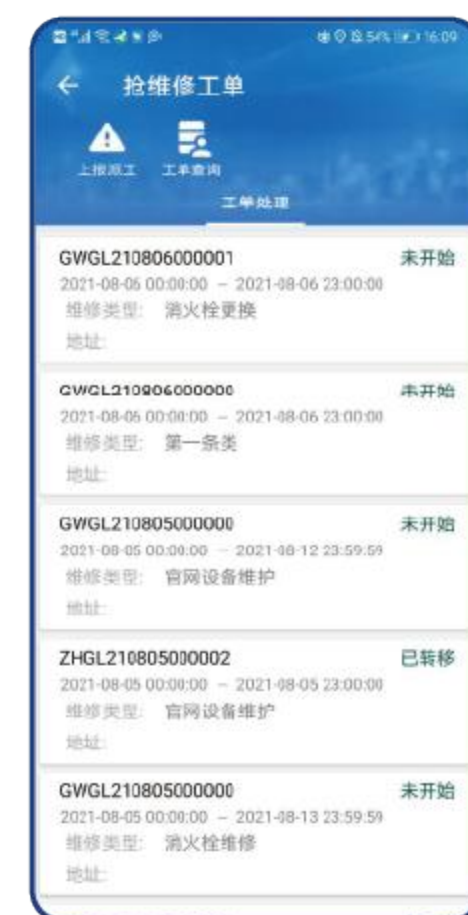 54% 16:09
抢维修工单
上报派工 工单查询
工单处理
GWGL210806000001 未开始
2021-08-06 00:00:00 – 2021-08-06 23:00:00
维修类型: 消火栓更换
地址:
GWGL210806000000 未开始
2021-08-06 00:00:00 – 2021-08-06 23:00:00
维修类型: 第一条类
地址:
GWGL210805000000 未开始
2021-08-05 00:00:00 – 2021-08-12 23:59:59
维修类型: 官网设备维护
地址:
ZHGL210805000002 已转移
2021-08-05 00:00:00 – 2021-08-05 23:00:00
维修类型: 官网设备维护
地址:
GWGL210805000000 未开始
2021-08-05 00:00:00 – 2021-08-13 23:59:59
维修类型: 消火栓维修
地址: